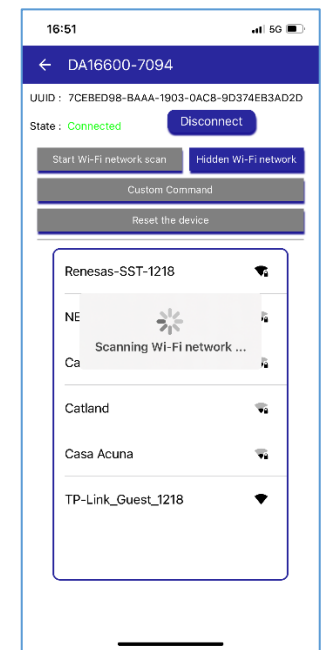 16:51 5G
← DA16600-7094
UUID : 7CEBED98-BAAA-1903-0AC8-9D374EB3AD2D
State : Connected Disconnect
Start Wi-Fi network scan Hidden Wi-Fi network
Custom Command
Reset the device
Renesas-SST-1218
NE
Scanning Wi-Fi network ...
Ca
Catland
Casa Acuna
TP-Link_Guest_1218